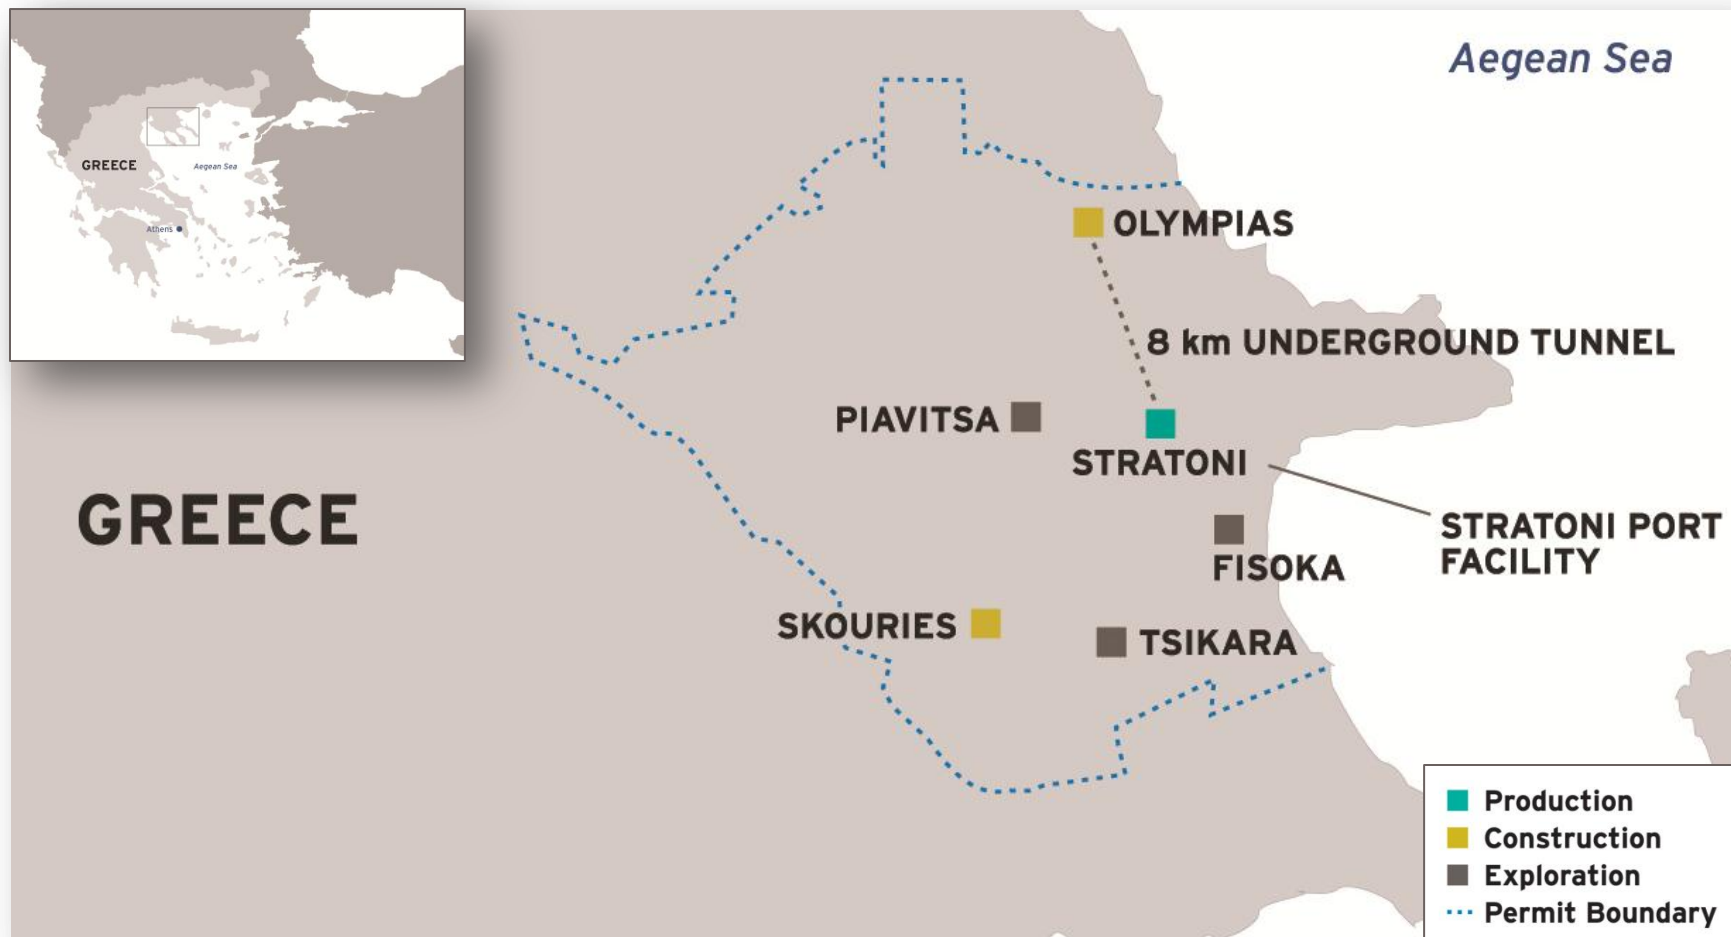 GREECE
Aegean Sea
Athens
Aegean Sea
OLYMPIAS
8 km UNDERGROUND TUNNEL
PIAVITSA
STRATONI
GREECE
STRATONI PORT
FACILITY
FISOKA
SKOURIES
TSIKARA
Production
Construction
Exploration
Permit Boundary